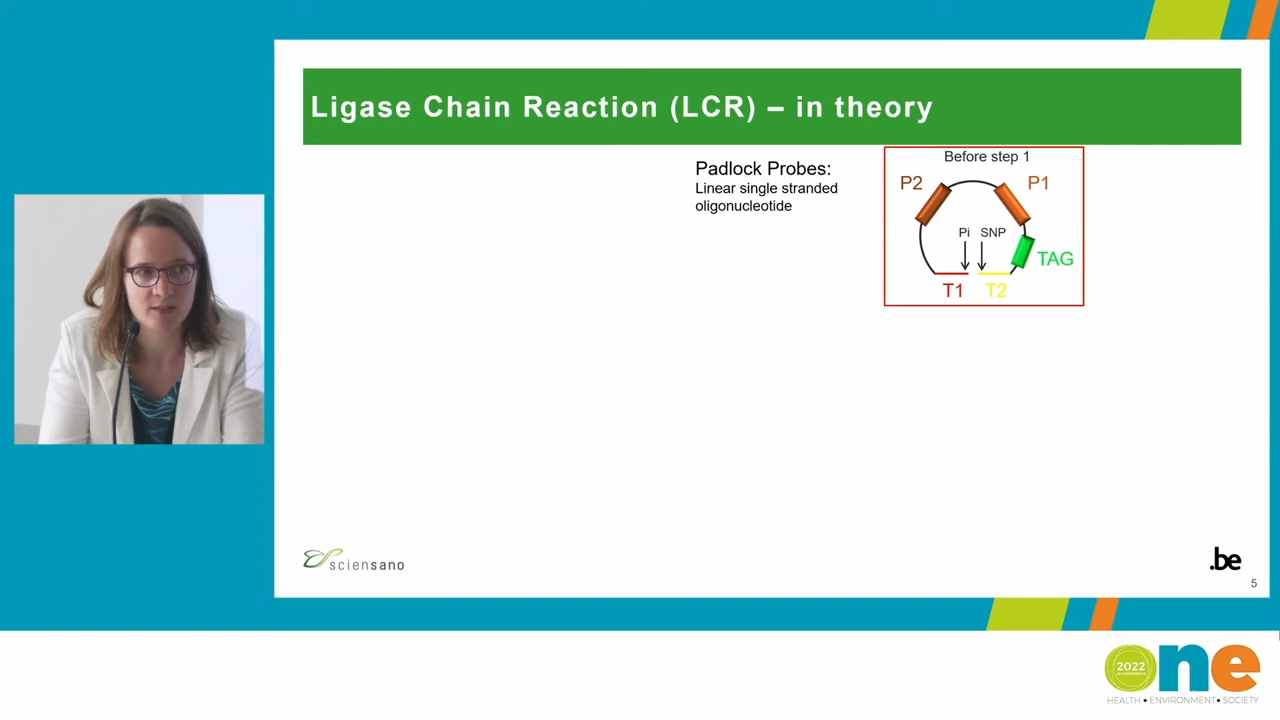 Ligase Chain Reaction (LCR) – in theory
Padlock Probes:
Linear single stranded
oligonucleotide
Before step 1
P2
P1
Pi
SNP
TAG
T1
T2
sciensano
.be
5
2022
one
HEALTH • ENVIRONMENT • SOCIETY